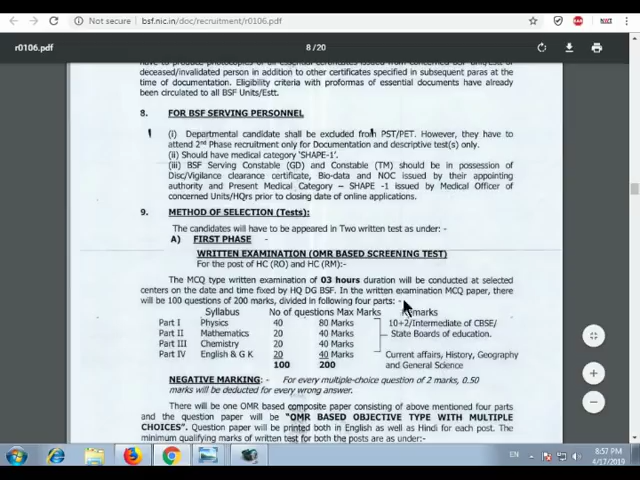 Not secure | bsf.nic.in/doc/recruitment/r0106.pdf
r0106.pdf
8 / 20
have to produce photocopies of all essential certificates issued from concerned BSF Unit/Estt of
deceased/invalidated person in addition to other certificates specified in subsequent paras at the
time of documentation. Eligibility criteria with proformas of essential documents have already
been circulated to all BSF Units/Estt.
8. FOR BSF SERVING PERSONNEL
(i) Departmental candidate shall be excluded from PST/PET. However, they have to
attend 2nd Phase recruitment only for Documentation and descriptive test(s) only.
(ii) Should have medical category 'SHAPE-1'.
(iii) BSF Serving Constable (GD) and Constable (TM) should be in possession of
Disc/Vigilance clearance certificate, Bio-data and NOC issued by their appointing
authority and Present Medical Category – SHAPE -1 issued by Medical Officer of
concerned Units/HQrs prior to closing date of online applications.
9. METHOD OF SELECTION (Tests):
The candidates will have to be appeared in Two written test as under: -
A) FIRST PHASE -
WRITTEN EXAMINATION (OMR BASED SCREENING TEST)
For the post of HC (RO) and HC (RM):-
The MCQ type written examination of 03 hours duration will be conducted at selected
centers on the date and time fixed by HQ DG BSF. In the written examination MCQ paper, there
will be 100 questions of 200 marks, divided in following four parts: -
Syllabus No of questions Max Marks Remarks
Part I Physics 40 80 Marks 10+2/Intermediate of CBSE/
Part II Mathematics 20 40 Marks State Boards of education.
Part III Chemistry 20 40 Marks
Part IV English & G K 20 40 Marks Current affairs, History, Geography
100 200 and General Science
NEGATIVE MARKING: - For every multiple-choice question of 2 marks, 0.50
marks will be deducted for every wrong answer.
There will be one OMR based composite paper consisting of above mentioned four parts
and the question paper will be "OMR BASED OBJECTIVE TYPE WITH MULTIPLE
CHOICES". Question paper will be printed both in English as well as Hindi for each post. The
minimum qualifying marks of written test for both the posts are as under:-
EN
8:57 PM
4/17/2019